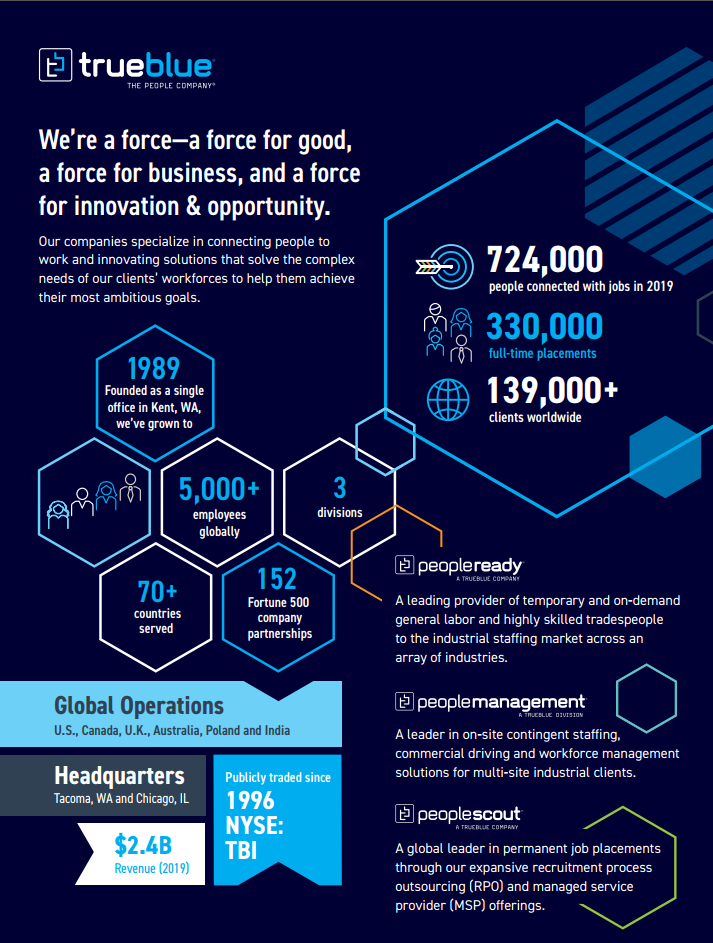 trueblue
THE PEOPLE COMPANY®
We're a force—a force for good,
a force for business, and a force
for innovation & opportunity.
Our companies specialize in connecting people to
work and innovating solutions that solve the complex
needs of our clients' workforces to help them achieve
their most ambitious goals.
724,000
people connected with jobs in 2019
330,000
full-time placements
139,000+
clients worldwide
1989
Founded as a single
office in Kent, WA,
we've grown to
5,000+
employees
globally
3
divisions
70+
countries
served
152
Fortune 500
company
partnerships
Global Operations
U.S., Canada, U.K., Australia, Poland and India
Headquarters
Tacoma, WA and Chicago, IL
$2.4B
Revenue (2019)
Publicly traded since
1996
NYSE:
TBI
peopleready
A TRUEBLUE COMPANY
A leading provider of temporary and on-demand
general labor and highly skilled tradespeople
to the industrial staffing market across an
array of industries.
peoplemanagement
A TRUEBLUE DIVISION
A leader in on-site contingent staffing,
commercial driving and workforce management
solutions for multi-site industrial clients.
peoplescout
A TRUEBLUE COMPANY
A global leader in permanent job placements
through our expansive recruitment process
outsourcing (RPO) and managed service
provider (MSP) offerings.